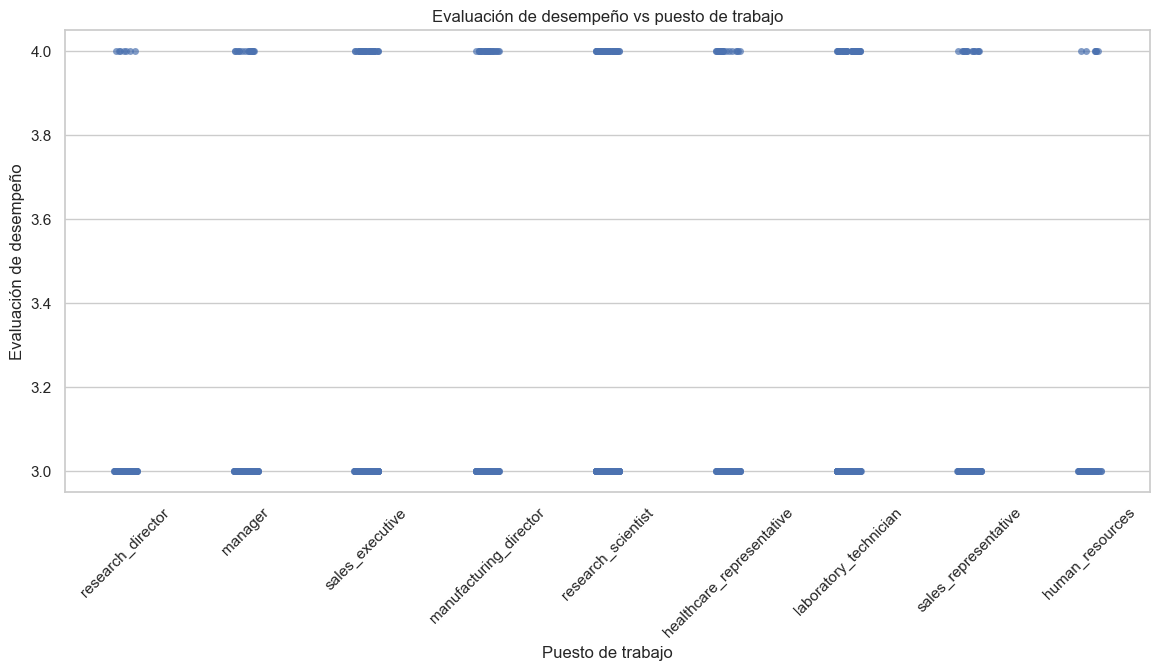 Evaluación de desempeño vs puesto de trabajo
Evaluación de desempeño
4.0
3.8
3.6
3.4
3.2
3.0
research_director
manager
sales_executive
manufacturing_director
research_scientist
healthcare_representative
laboratory_technician
sales_representative
human_resources
Puesto de trabajo